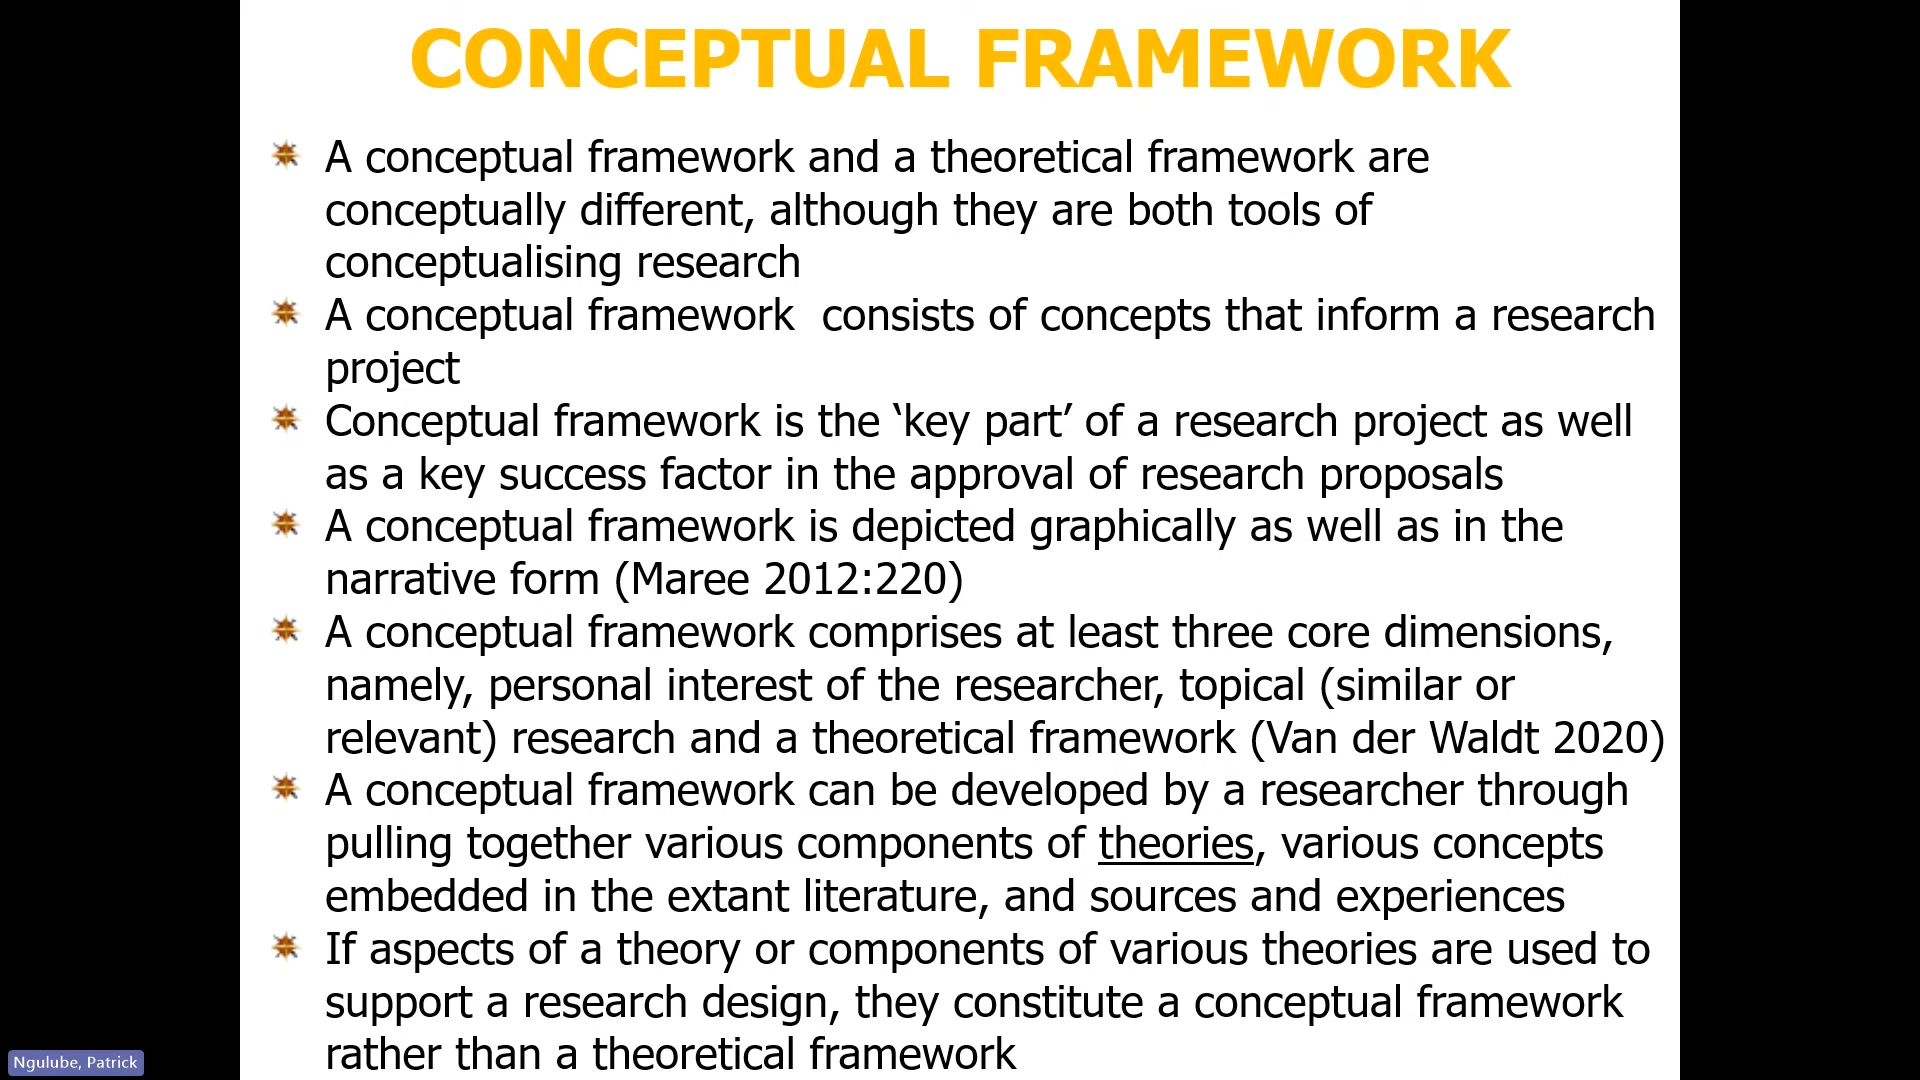 CONCEPTUAL FRAMEWORK
A conceptual framework and a theoretical framework are
conceptually different, although they are both tools of
conceptualising research
A conceptual framework  consists of concepts that inform a research
project
Conceptual framework is the ‘key part’ of a research project as well
as a key success factor in the approval of research proposals
A conceptual framework is depicted graphically as well as in the
narrative form (Maree 2012:220)
A conceptual framework comprises at least three core dimensions,
namely, personal interest of the researcher, topical (similar or
relevant) research and a theoretical framework (Van der Waldt 2020)
A conceptual framework can be developed by a researcher through
pulling together various components of theories, various concepts
embedded in the extant literature, and sources and experiences
If aspects of a theory or components of various theories are used to
support a research design, they constitute a conceptual framework
rather than a theoretical framework
Ngulube, Patrick